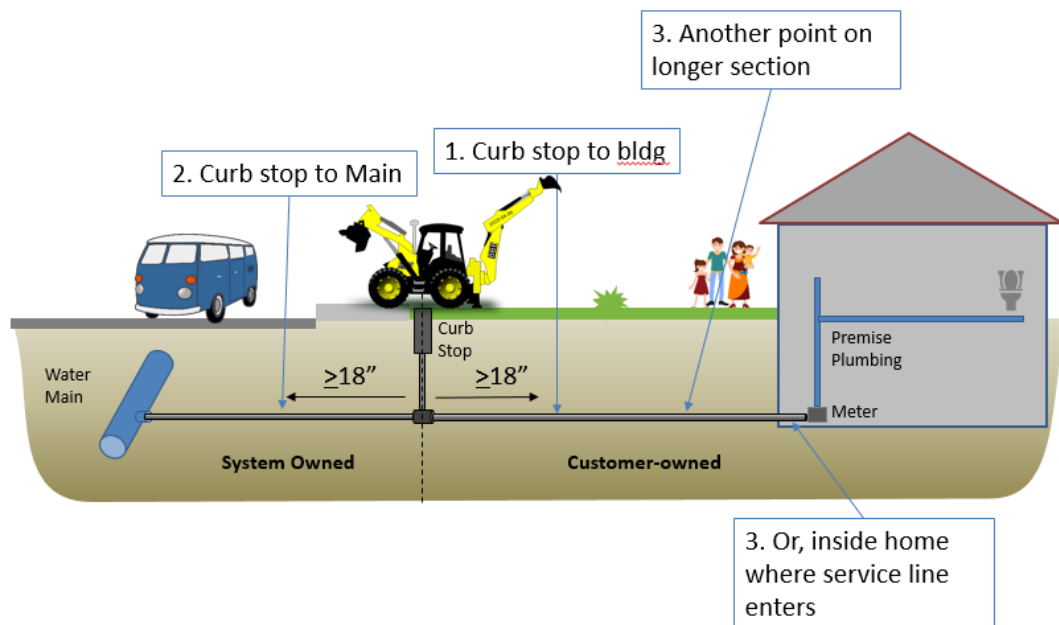 3. Another point on
longer section
1. Curb stop to bldg
2. Curb stop to Main
Curb
Stop
Premise
Plumbing
Water
Main
≥18”
≥18”
Meter
System Owned
Customer-owned
3. Or, inside home
where service line
enters